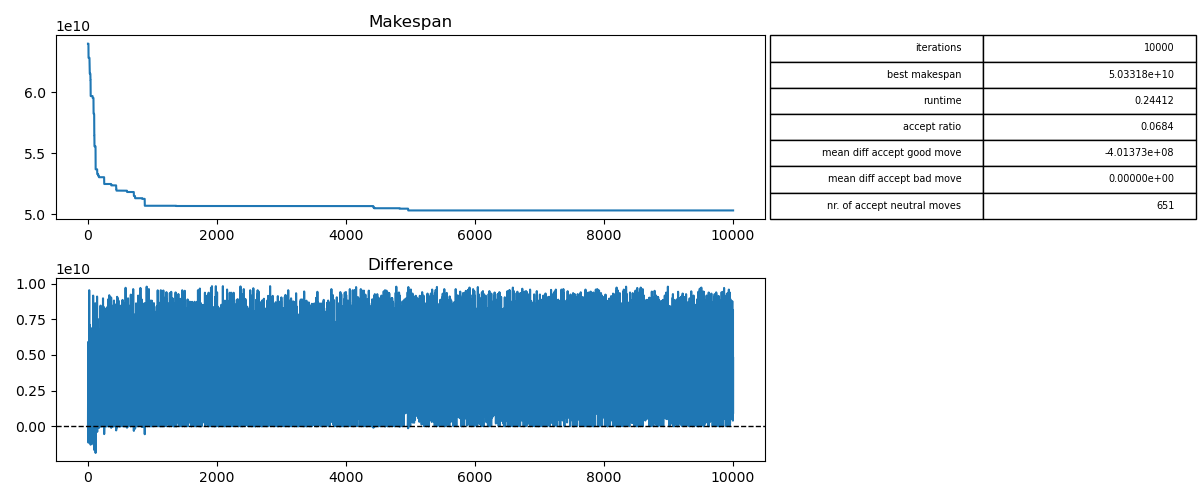 Makespan
1e10
6.0
5.5
5.0
0 2000 4000 6000 8000 10000
iterations 10000
best makespan 5.03318e+10
runtime 0.24412
accept ratio 0.0684
mean diff accept good move -4.01373e+08
mean diff accept bad move 0.00000e+00
nr. of accept neutral moves 651
Difference
1e10
1.00
0.75
0.50
0.25
0.00
0 2000 4000 6000 8000 10000